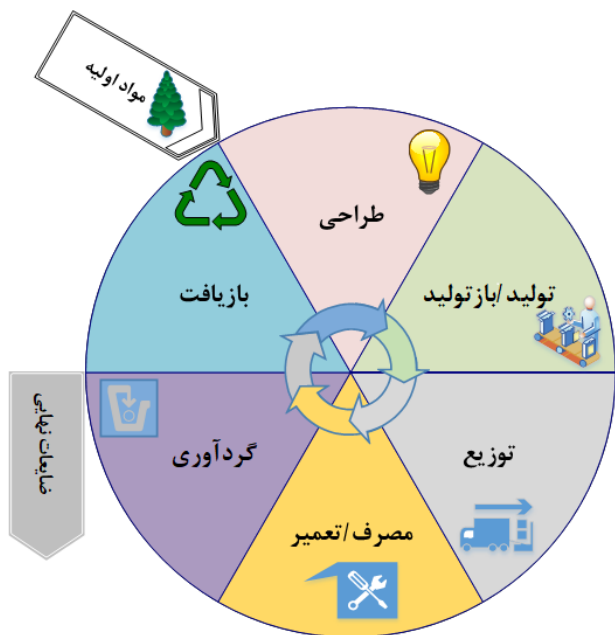 مواد اولیه
طراحی
تولید/بازتولید
توزیع
مصرف/تعمیر
گردآوری
بازیافت
ضایعات نهایی